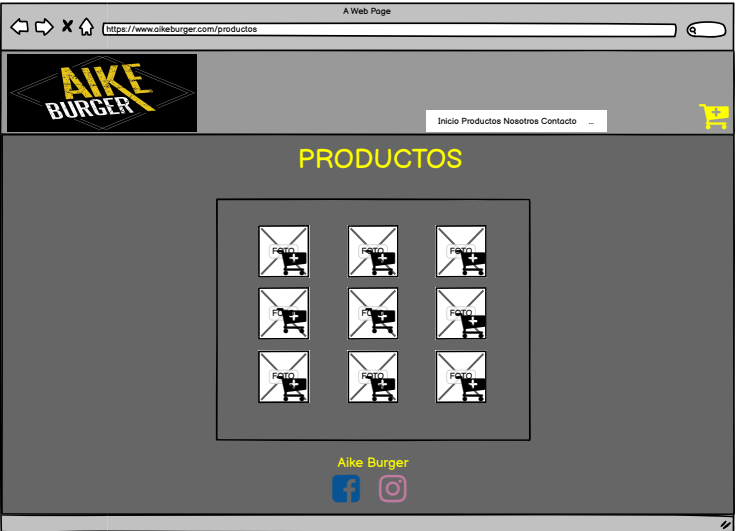 A Web Page
https://www.aikeburger.com/productos
AIKE
BURGER
Inicio Productos Nosotros Contacto ...
PRODUCTOS
FOTO FOTO FOTO
FOTO FOTO FOTO
FOTO FOTO FOTO
Aike Burger